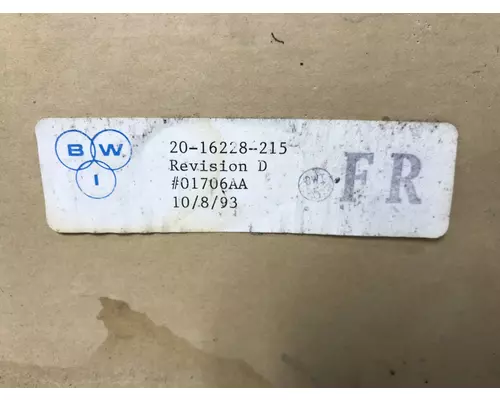 B W
I
20-16228-215
Revision D
#01706AA
10/8/93
FR